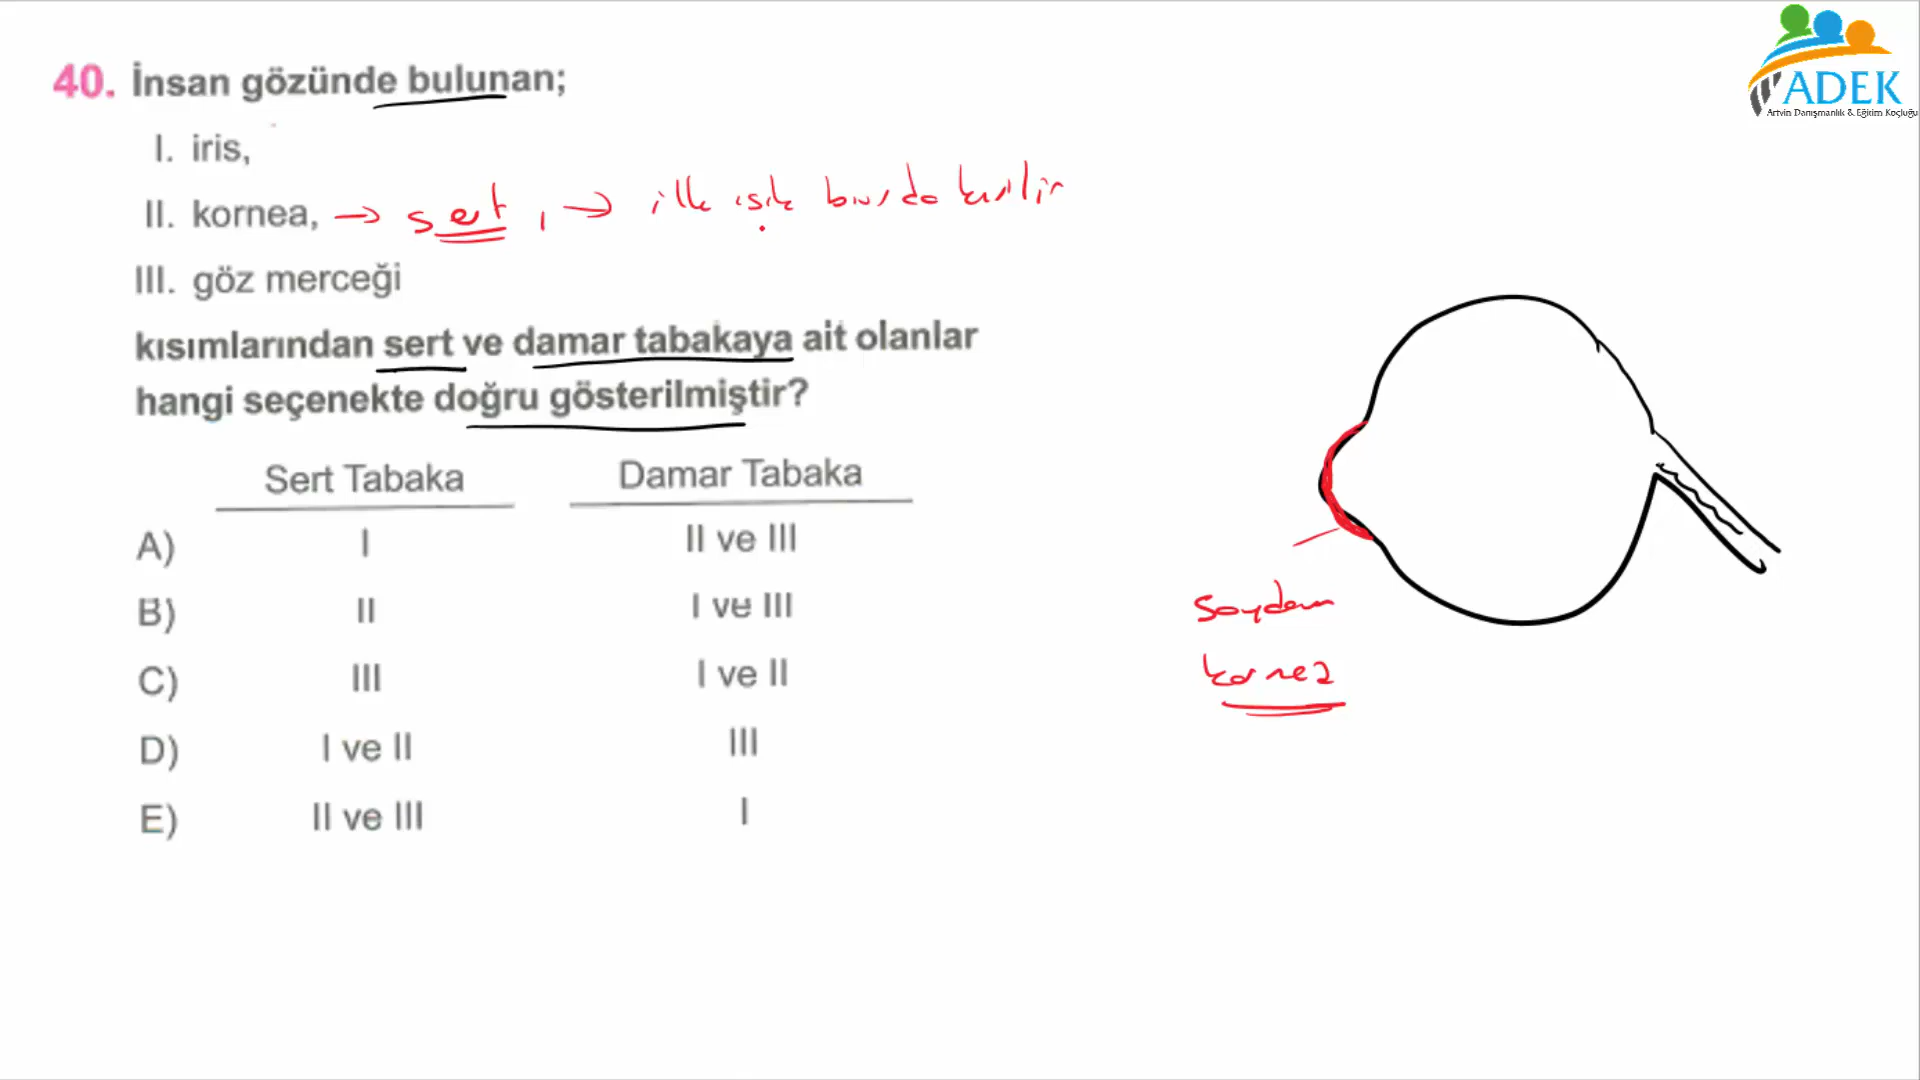 40. İnsan gözünde bulunan;
I. iris,
II. kornea, → sert, → ilk ışık burda kırılır
III. göz merceği
kısımlarından sert ve damar tabakaya ait olanlar
hangi seçenekte doğru gösterilmiştir?
Sert Tabaka Damar Tabaka
A) I II ve III
B) II I ve III
C) III I ve II
D) I ve II III
E) II ve III I
Saydam
kornea
ADEK
Artvin Danışmanlık & Eğitim Koçluğu